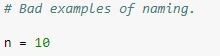 # Bad examples of naming.
n = 10